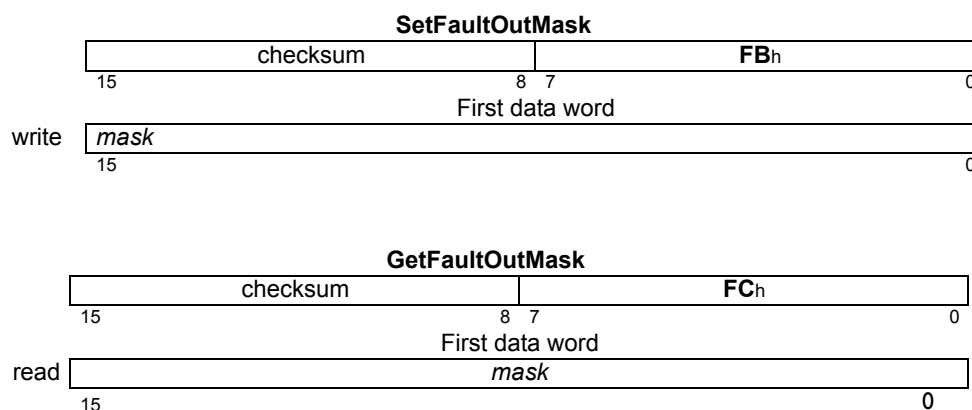 SetFaultOutMask
checksum FBh
15 8 7 0
First data word
write mask
15 0
GetFaultOutMask
checksum FCh
15 8 7 0
First data word
read mask
15 0